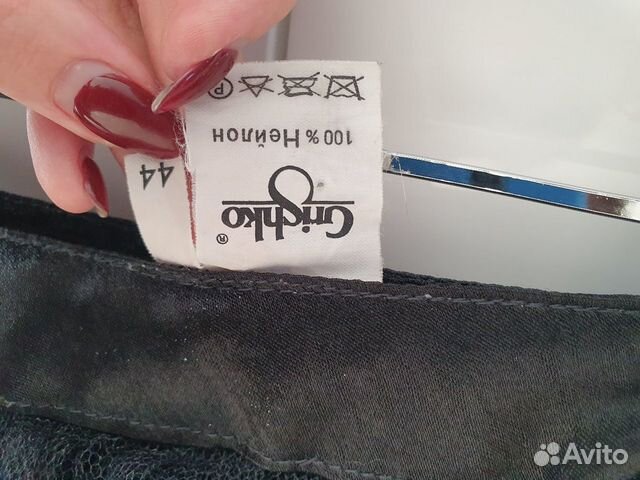 Grishko
®
100 % Нейлон
P
44
Avito